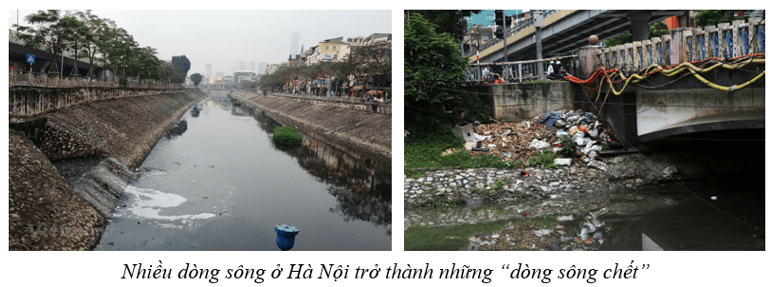 Nhiều dòng sông ở Hà Nội trở thành những “dòng sông chết”